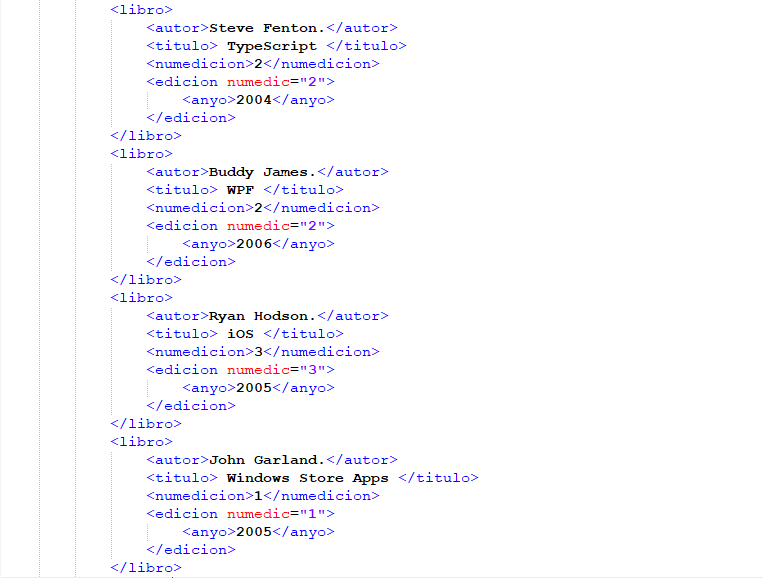 <libro>
<autor>Steve Fenton.</autor>
<titulo> TypeScript </titulo>
<numedicion>2</numedicion>
<edicion numedic="2">
<anyo>2004</anyo>
</edicion>
</libro>
<libro>
<autor>Buddy James.</autor>
<titulo> WPF </titulo>
<numedicion>2</numedicion>
<edicion numedic="2">
<anyo>2006</anyo>
</edicion>
</libro>
<libro>
<autor>Ryan Hodson.</autor>
<titulo> iOS </titulo>
<numedicion>3</numedicion>
<edicion numedic="3">
<anyo>2005</anyo>
</edicion>
</libro>
<libro>
<autor>John Garland.</autor>
<titulo> Windows Store Apps </titulo>
<numedicion>1</numedicion>
<edicion numedic="1">
<anyo>2005</anyo>
</edicion>
</libro>